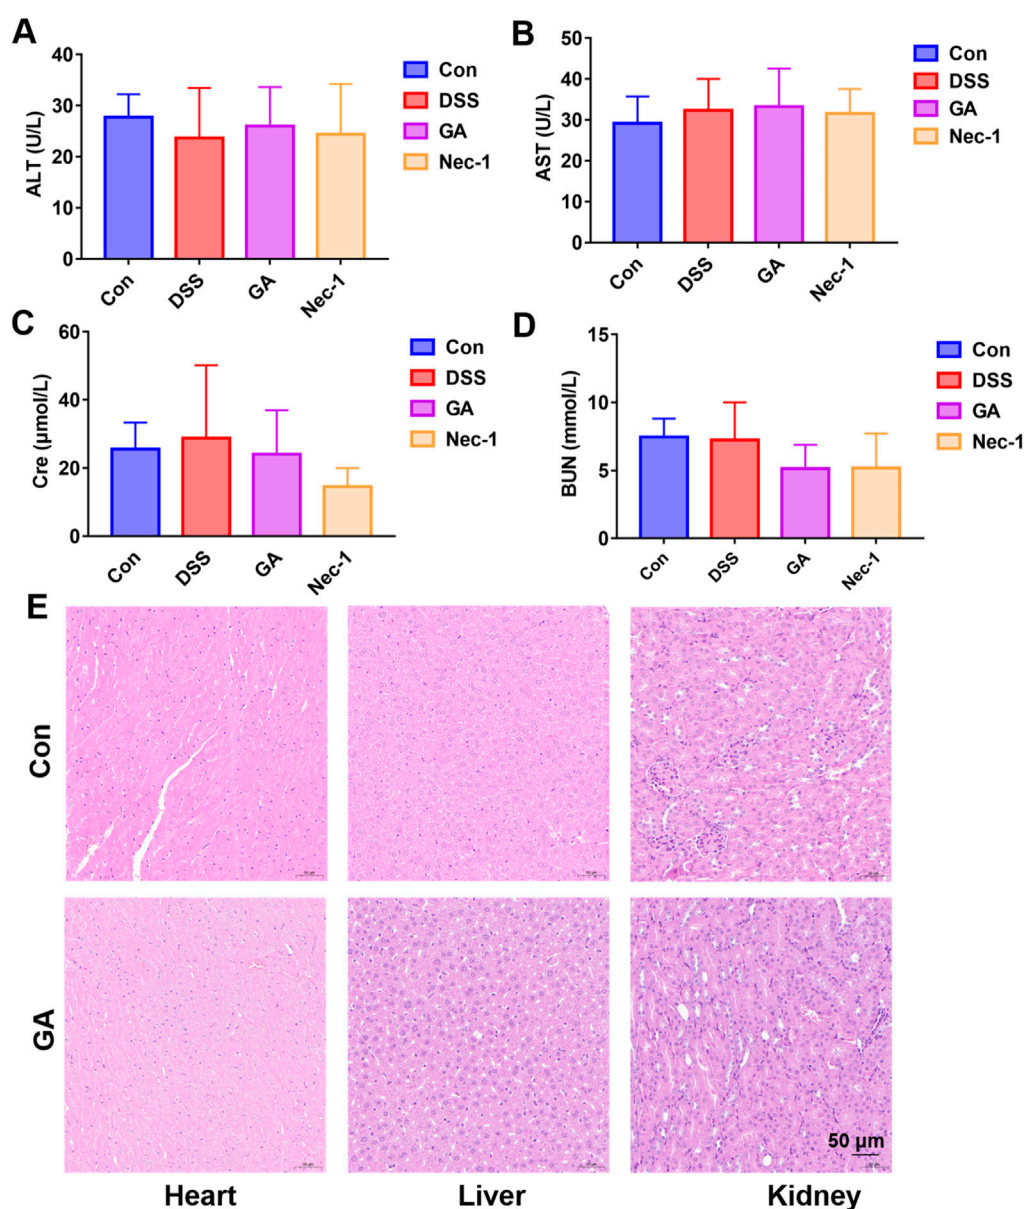 A
ALT (U/L)
40
30
20
10
0
Con
DSS
GA
Nec-1
Con
DSS
GA
Nec-1
B
AST (U/L)
50
40
30
20
10
0
Con
DSS
GA
Nec-1
Con
DSS
GA
Nec-1
C
Cre (μmol/L)
60
40
20
0
Con
DSS
GA
Nec-1
Con
DSS
GA
Nec-1
D
BUN (mmol/L)
15
10
5
0
Con
DSS
GA
Nec-1
Con
DSS
GA
Nec-1
E
Con
GA
50 μm
Heart
Liver
Kidney